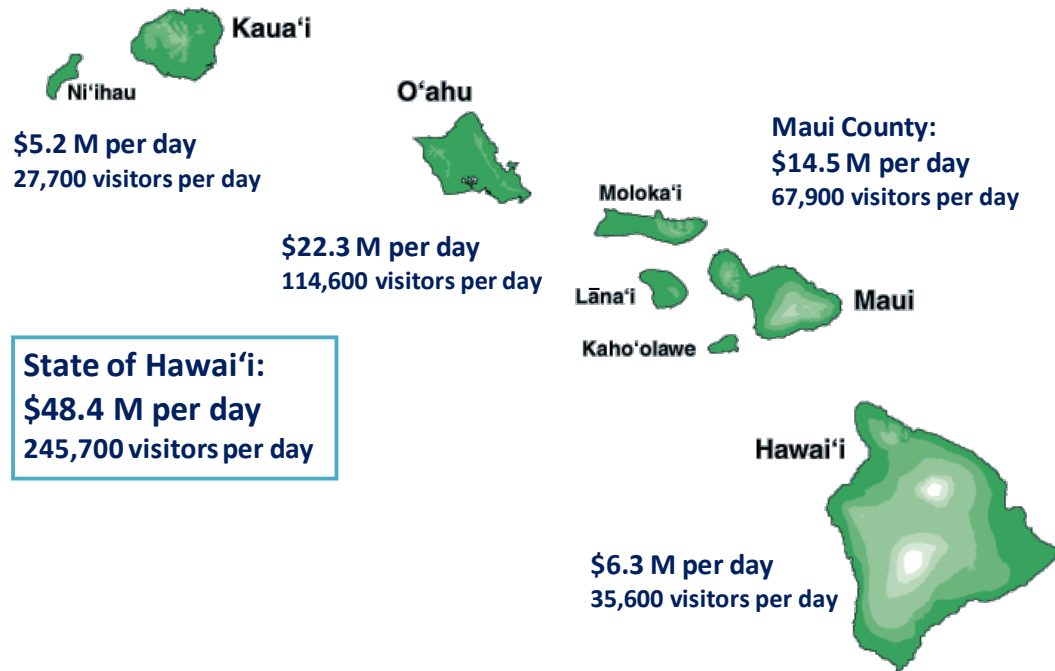 Kaua‘i
Ni‘ihau
$5.2 M per day
27,700 visitors per day
O‘ahu
$22.3 M per day
114,600 visitors per day
Maui County:
$14.5 M per day
67,900 visitors per day
Moloka‘i
Lāna‘i
Maui
Kaho‘olawe
State of Hawai‘i:
$48.4 M per day
245,700 visitors per day
Hawai‘i
$6.3 M per day
35,600 visitors per day